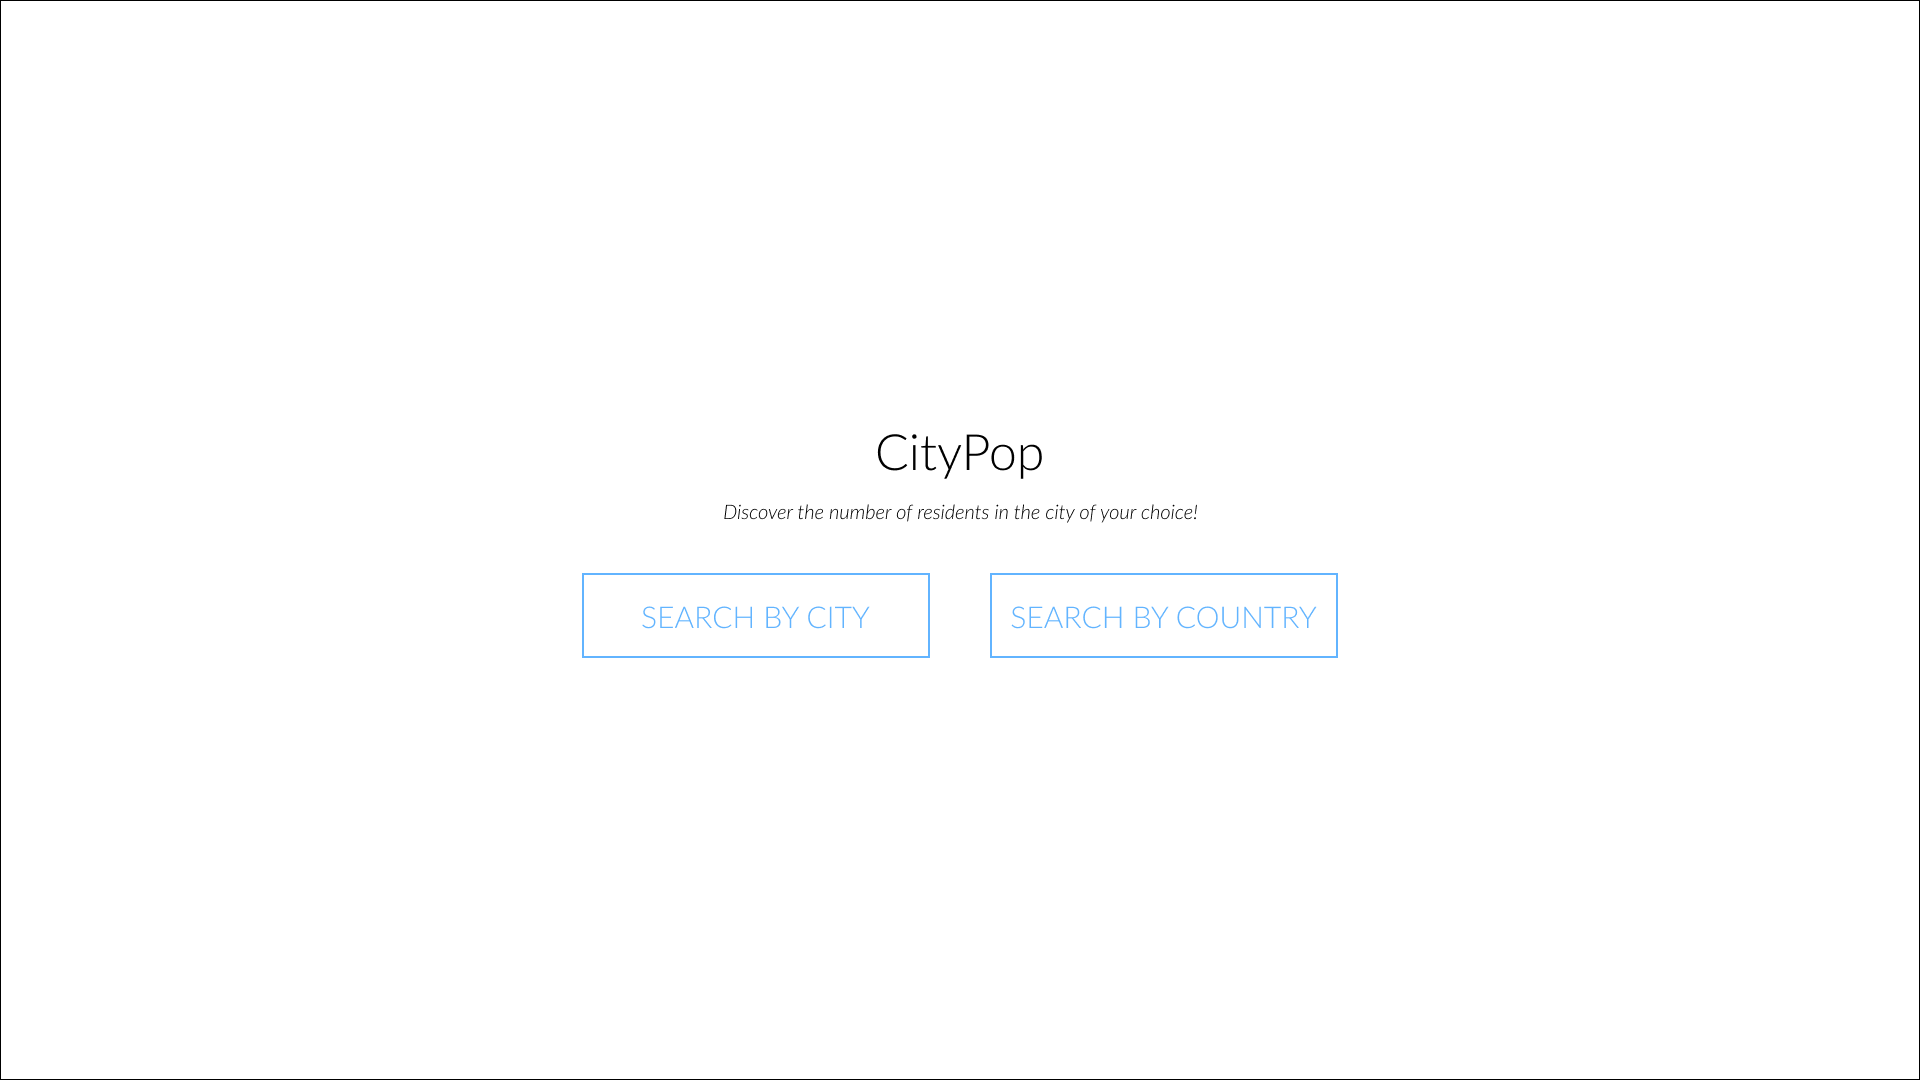 CityPop
Discover the number of residents in the city of your choice!
SEARCH BY CITY
SEARCH BY COUNTRY